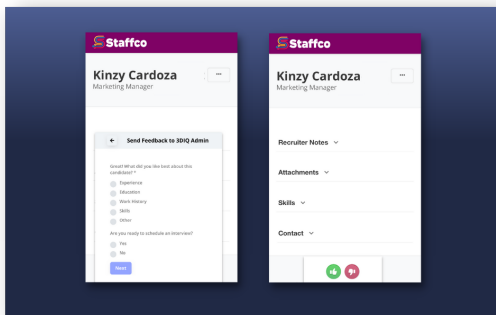 Staffco
Kinzy Cardoza
...
Marketing Manager
Send Feedback to 3DIQ Admin
Great! What did you like best about this
candidate? *
Experience
Education
Work History
Skills
Other
Are you ready to schedule an interview?
Yes
No
Next
Staffco
Kinzy Cardoza
...
Marketing Manager
Recruiter Notes
Attachments
Skills
Contact